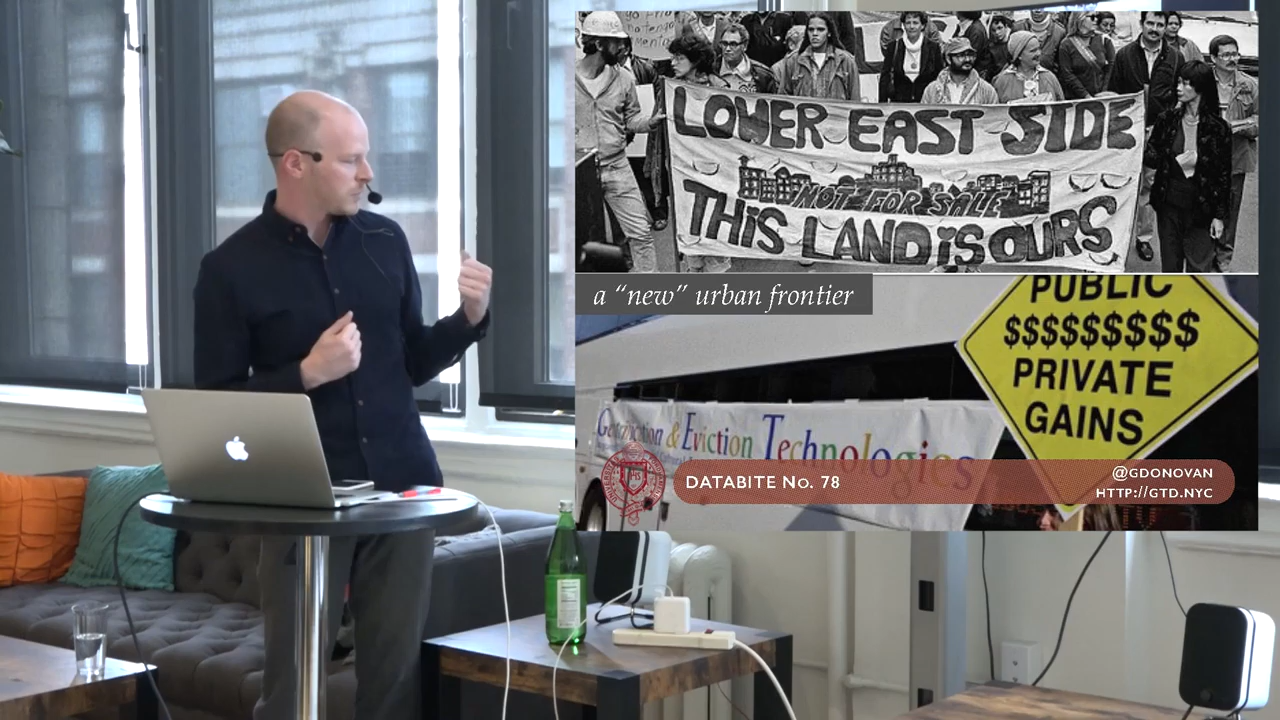 LOWER EAST SIDE
NOT FOR SALE
THIS LAND iS OURS
a “new” urban frontier
PUBLIC
$$$$$$$$$
PRIVATE
GAINS
Gentrification & Eviction Technologies
DATABITE No. 78
@GDONOVAN
HTTP://GTD.NYC